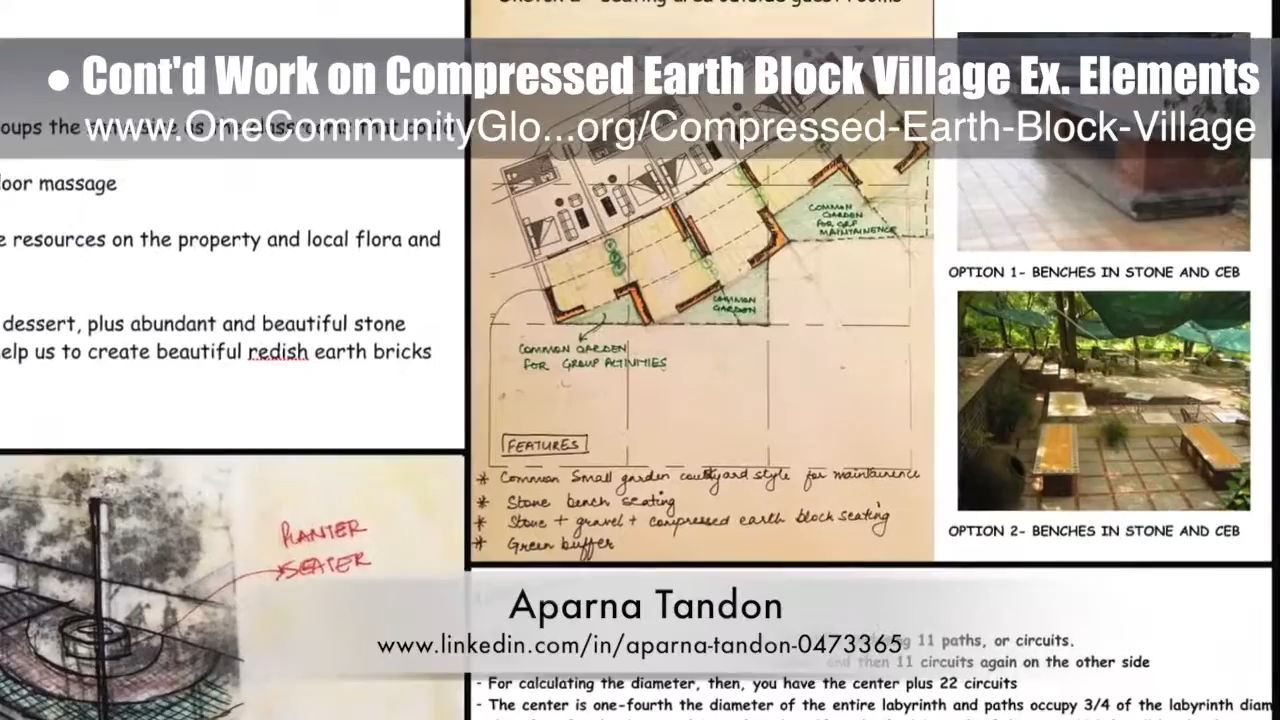 • Cont'd Work on Compressed Earth Block Village Ex. Elements
www.OneCommunityGlo...org/Compressed-Earth-Block-Village
oups the
loor massage
e resources on the property and local flora and
dessert, plus abundant and beautiful stone
elp us to create beautiful redish earth bricks
COMMON
GARDEN
FOR GRP
MAINTAINENCE
COMMON
GARDEN
COMMON GARDEN
FOR GROUP ACTIVITIES
FEATURES
* Common Small garden courtyard style for maintainence
* Stone bench seating
* Stone + gravel + compressed earth block seating
* Green buffer
OPTION 1- BENCHES IN STONE AND CEB
OPTION 2- BENCHES IN STONE AND CEB
PLANTER
SEATER
Aparna Tandon
www.linkedin.com/in/aparna-tandon-0473365
11 paths, or circuits.
and then 11 circuits again on the other side
- For calculating the diameter, then, you have the center plus 22 circuits
- The center is one-fourth the diameter of the entire labyrinth and paths occupy 3/4 of the labyrinth diam